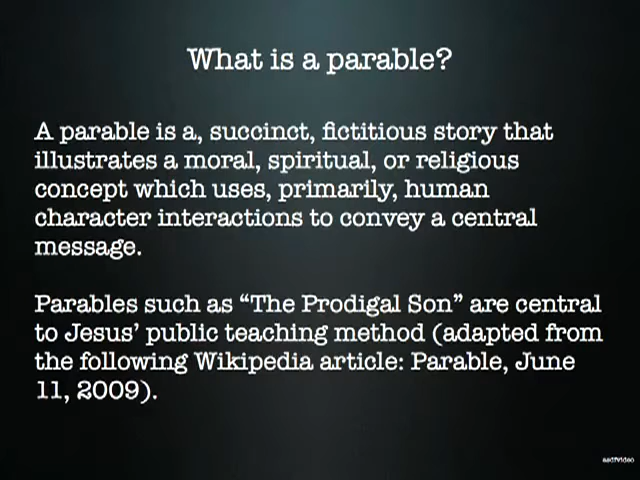 What is a parable?
A parable is a, succinct, fictitious story that
illustrates a moral, spiritual, or religious
concept which uses, primarily, human
character interactions to convey a central
message.
Parables such as “The Prodigal Son” are central
to Jesus’ public teaching method (adapted from
the following Wikipedia article: Parable, June
11, 2009).